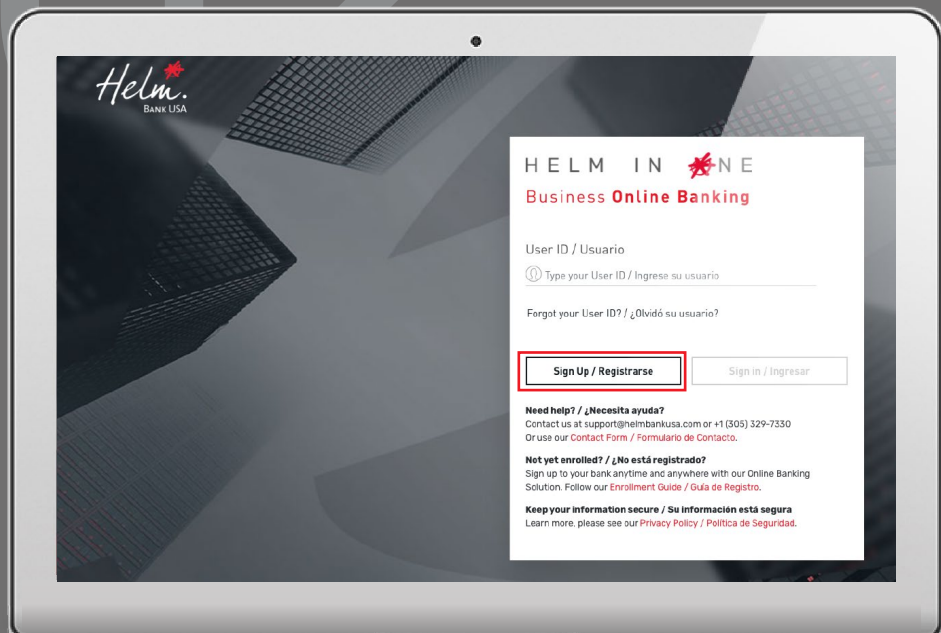 Helm.
BANK USA
HELM IN ONE
Business Online Banking
User ID / Usuario
Type your User ID / Ingrese su usuario
Forgot your User ID? / ¿Olvidó su usuario?
Sign Up / Registrarse
Sign in / Ingresar
Need help? / ¿Necesita ayuda?
Contact us at support@helmbankusa.com or +1 (305) 329-7330
Or use our Contact Form / Formulario de Contacto.
Not yet enrolled? / ¿No está registrado?
Sign up to your bank anytime and anywhere with our Online Banking
Solution. Follow our Enrollment Guide / Guía de Registro.
Keep your information secure / Su información está segura
Learn more, please see our Privacy Policy / Política de Seguridad.